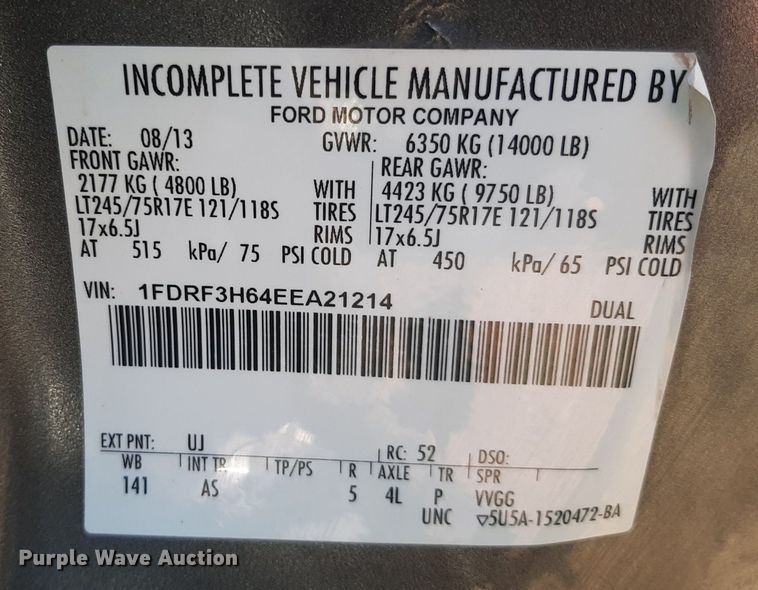 INCOMPLETE VEHICLE MANUFACTURED BY
FORD MOTOR COMPANY
DATE: 08/13 GVWR: 6350 KG (14000 LB)
FRONT GAWR: REAR GAWR:
2177 KG ( 4800 LB) WITH 4423 KG ( 9750 LB) WITH
LT245/75R17E 121/118S TIRES LT245/75R17E 121/118S TIRES
17x6.5J RIMS 17x6.5J RIMS
AT 515 kPa/ 75 PSI COLD AT 450 kPa/ 65 PSI COLD
VIN: 1FDRF3H64EEA21214
DUAL
EXT PNT: UJ RC: 52 DSO:
WB INT TR TP/PS R AXLE TR SPR
141 AS 5 4L P VVGG
UNC ▽5U5A-1520472-BA
Purple Wave Auction